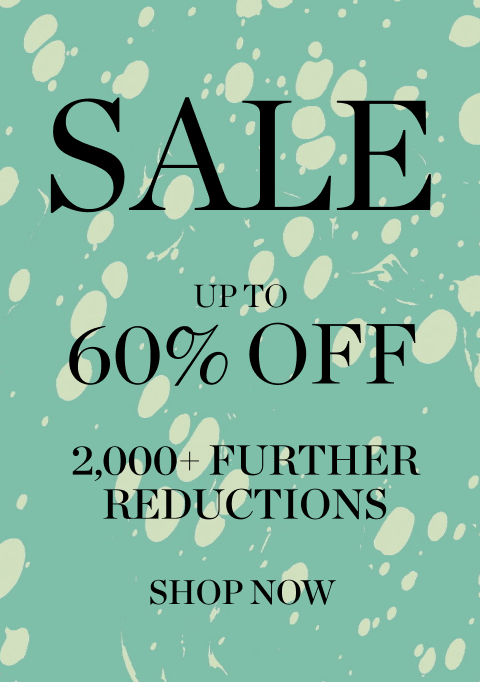 SALE
UP TO
60% OFF
2,000+ FURTHER
REDUCTIONS
SHOP NOW